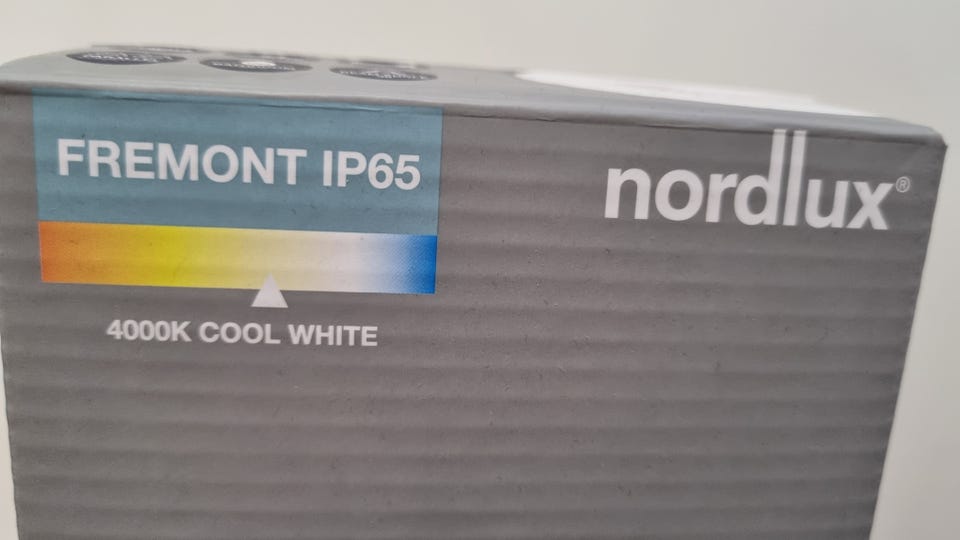 FREMONT IP65
nordlux®
4000K COOL WHITE